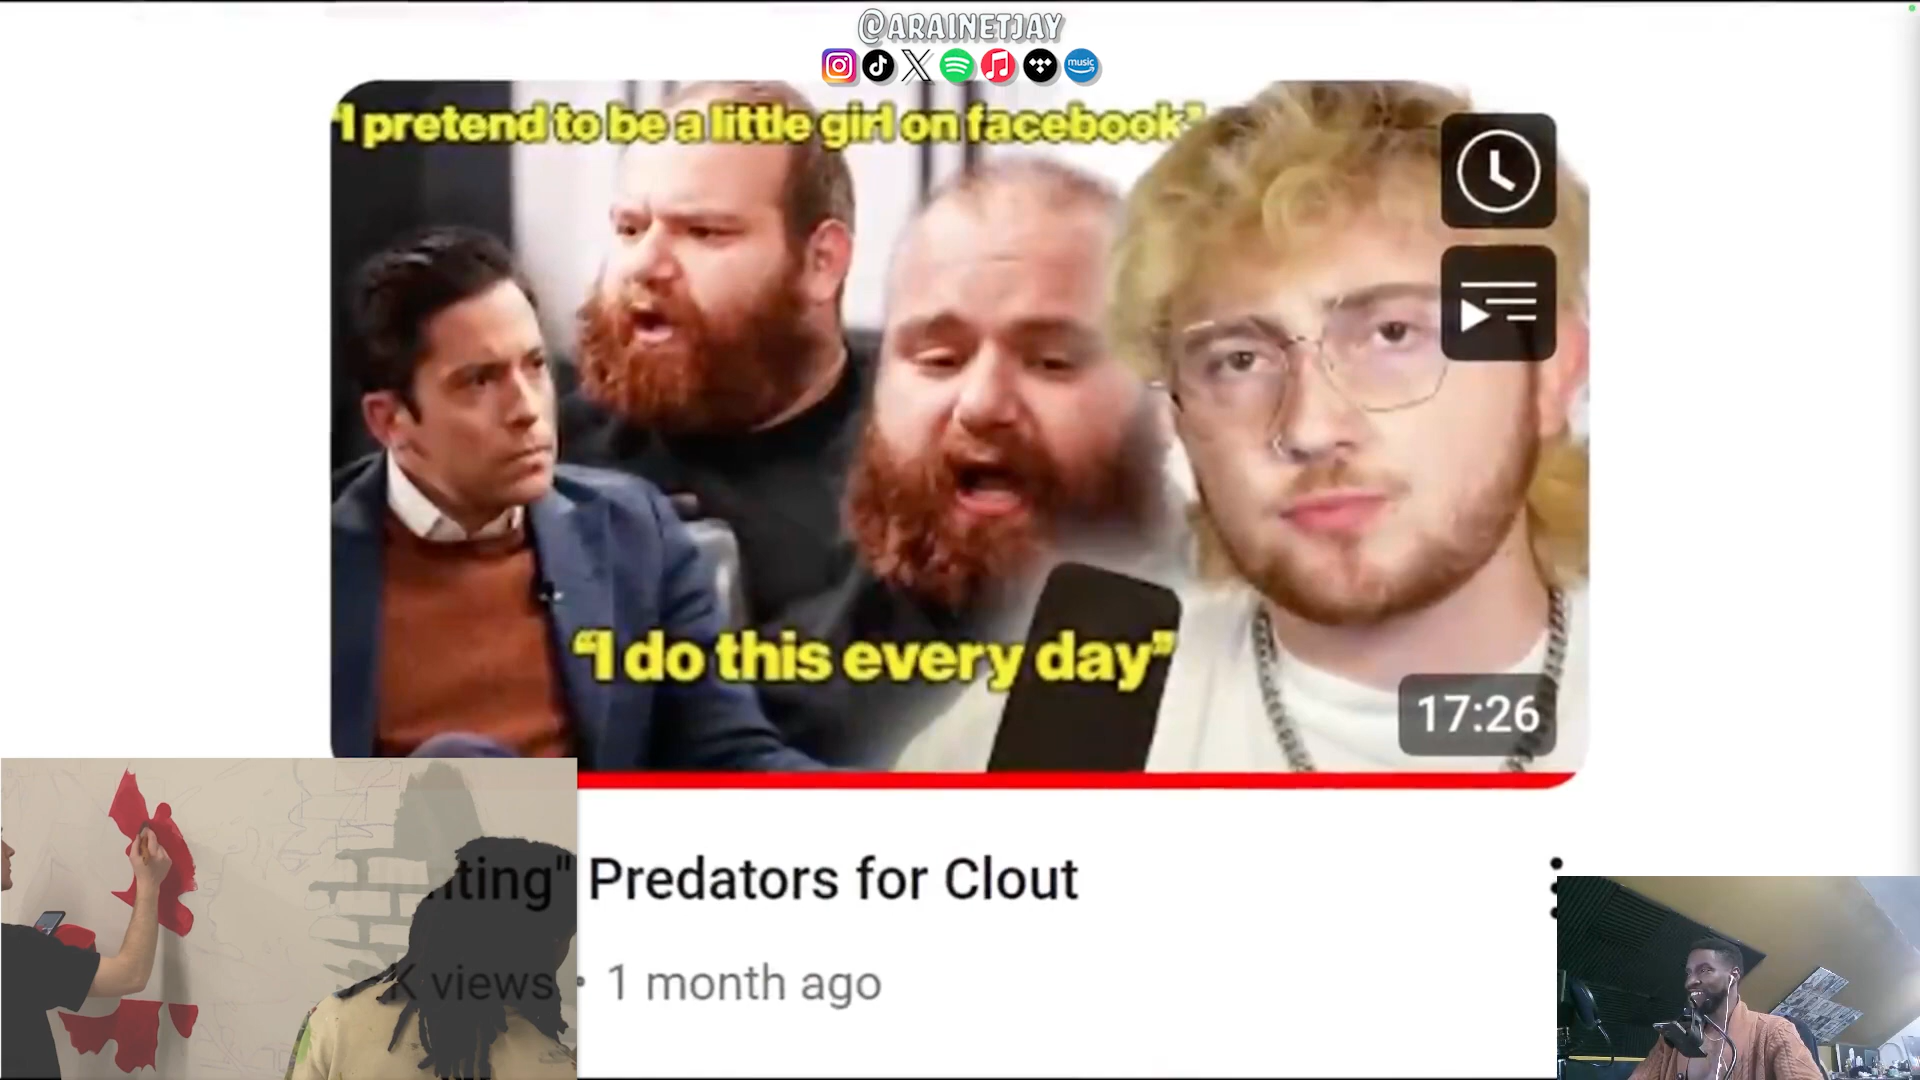 @ARAINETJAY
music
"I pretend to be a little girl on facebook"
"I do this every day"
17:26
Predators for Clout
K views • 1 month ago